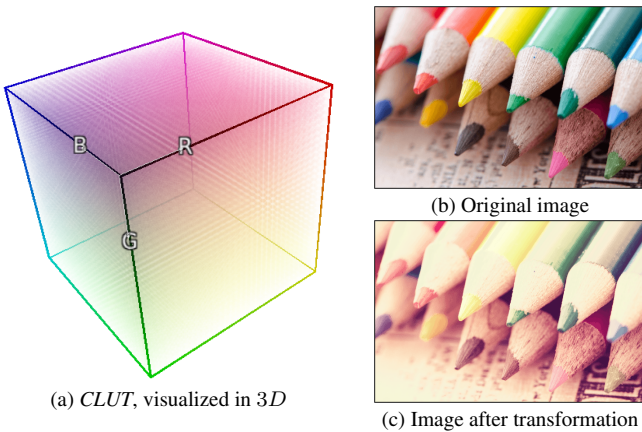 B
R
G
(a) CLUT, visualized in 3D
(b) Original image
(c) Image after transformation